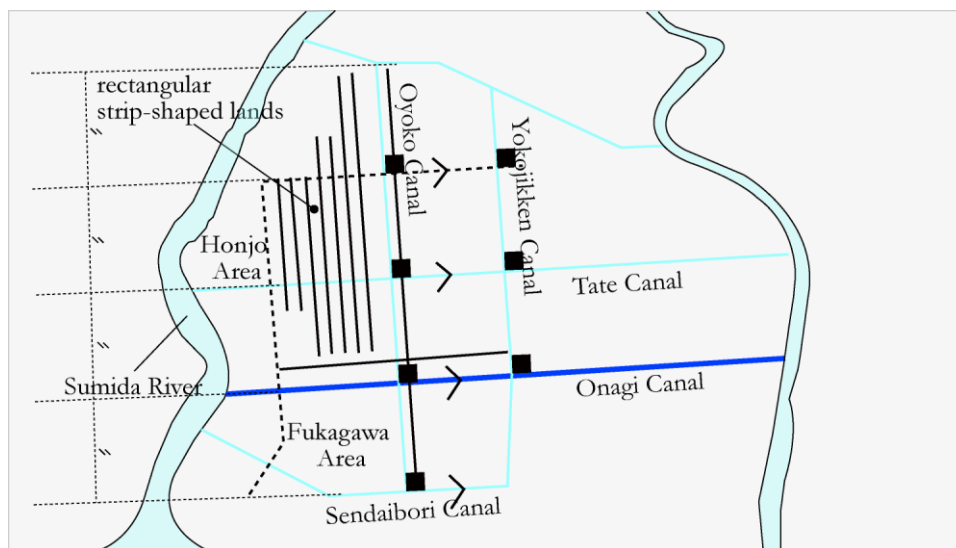 rectangular
strip-shaped lands
Oyoko Canal
Yokojikken Canal
Honjo
Area
Tate Canal
Sumida River
Onagi Canal
Fukagawa
Area
Sendaibori Canal